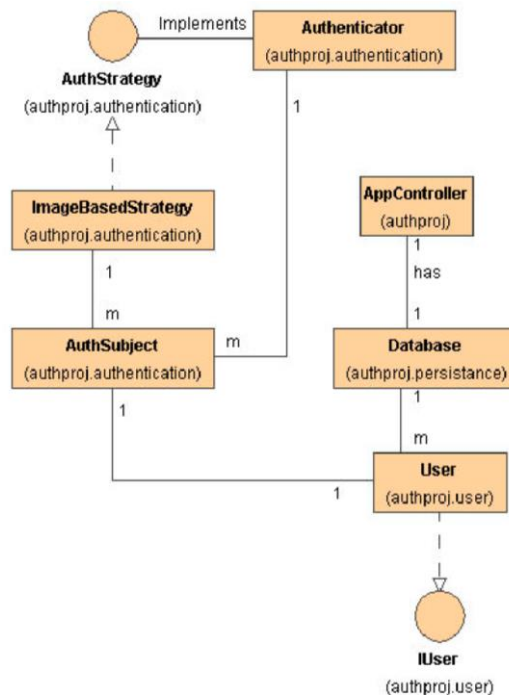 Implements
Authenticator
(authproj.authentication)
AuthStrategy
(authproj.authentication)
1
ImageBasedStrategy
(authproj.authentication)
AppController
(authproj)
1
1
has
m
1
AuthSubject
(authproj.authentication)
m
Database
(authproj.persistance)
1
1
m
User
(authproj.user)
1
IUser
(authproj.user)